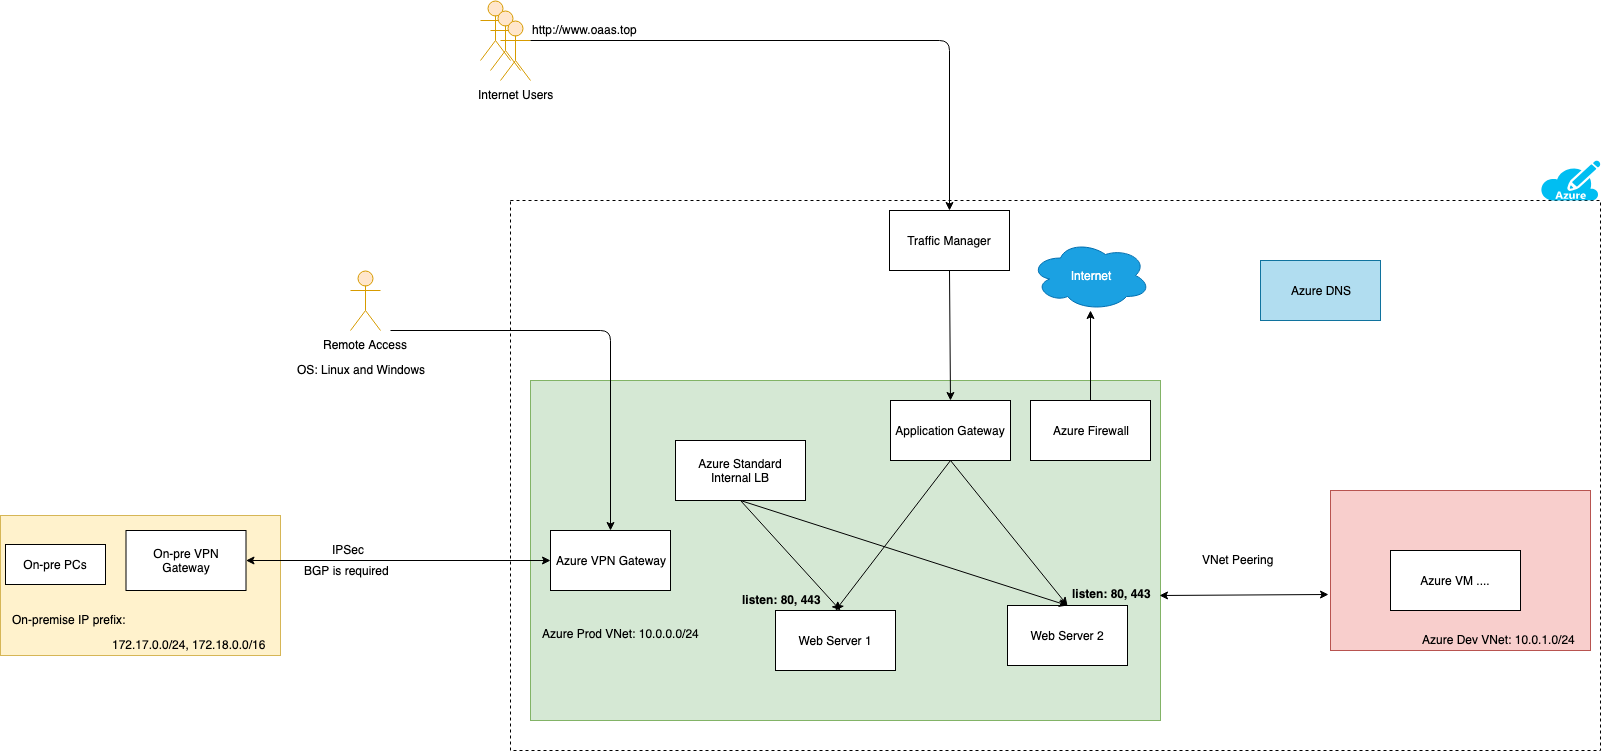 http://www.oaas.top
Internet Users
Azure
Traffic Manager
Internet
Azure DNS
Remote Access
OS: Linux and Windows
Application Gateway
Azure Firewall
Azure Standard
Internal LB
On-pre PCs
On-pre VPN
Gateway
IPSec
BGP is required
Azure VPN Gateway
VNet Peering
Azure VM ....
listen: 80, 443
listen: 80, 443
On-premise IP prefix:
172.17.0.0/24, 172.18.0.0/16
Azure Prod VNet: 10.0.0.0/24
Web Server 1
Web Server 2
Azure Dev VNet: 10.0.1.0/24